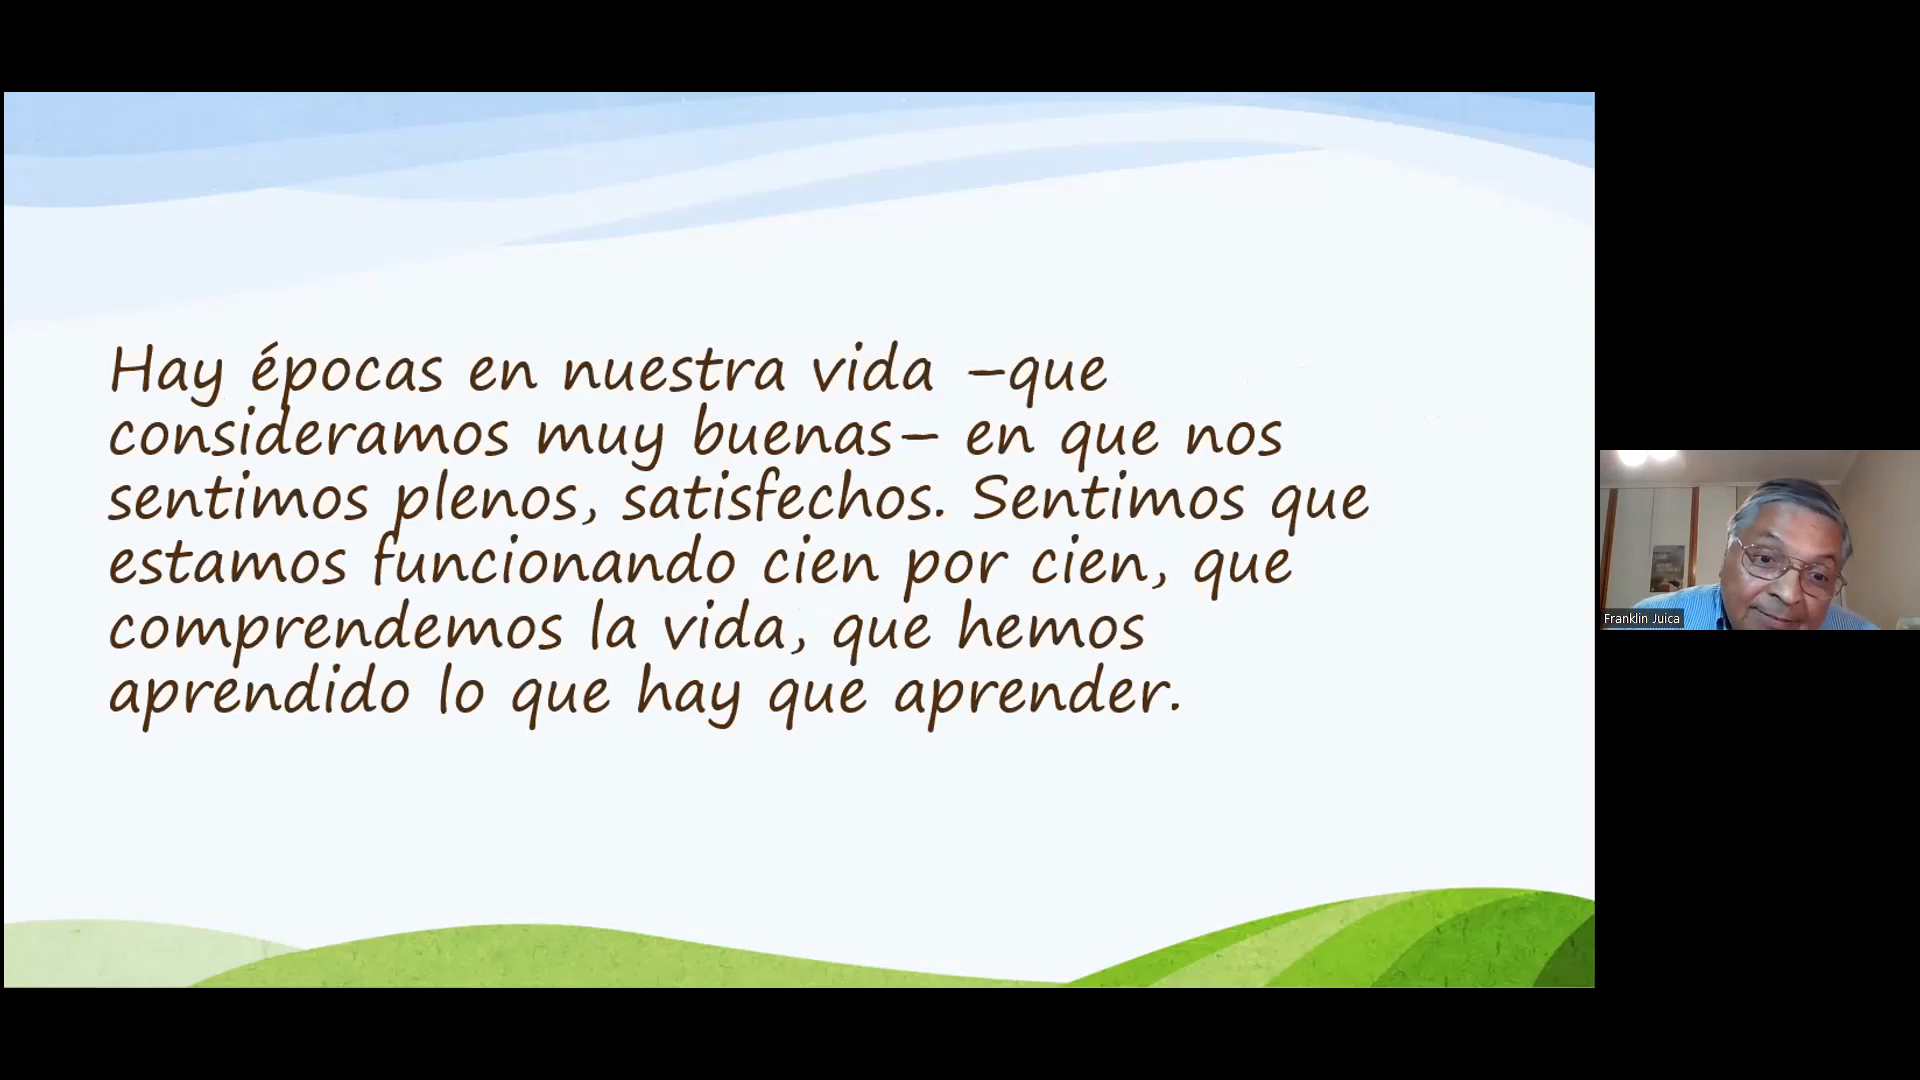 Hay épocas en nuestra vida –que
consideramos muy buenas– en que nos
sentimos plenos, satisfechos. Sentimos que
estamos funcionando cien por cien, que
comprendemos la vida, que hemos
aprendido lo que hay que aprender.
Franklin Juica